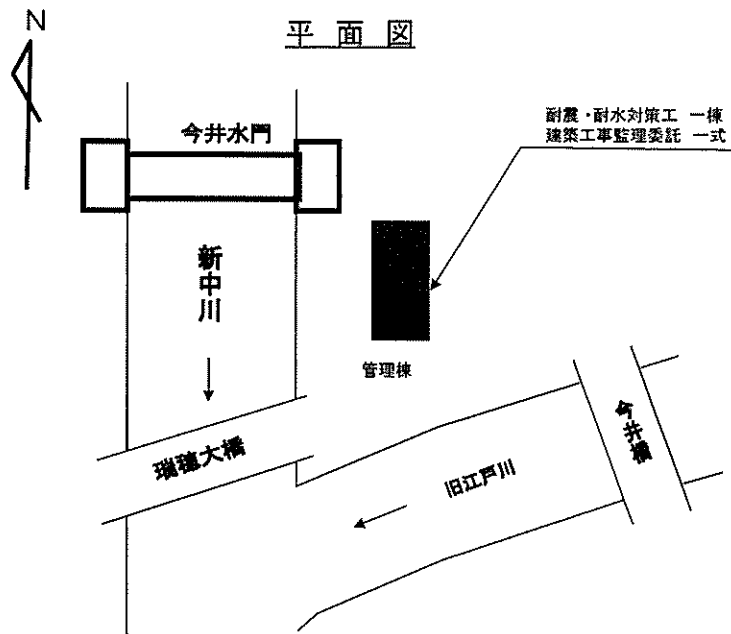 N
平面図
耐震・耐水対策工 一棟
建築工事監理委託 一式
今井水門
新中川
管理棟
瑞穂大橋
旧江戸川
今井橋